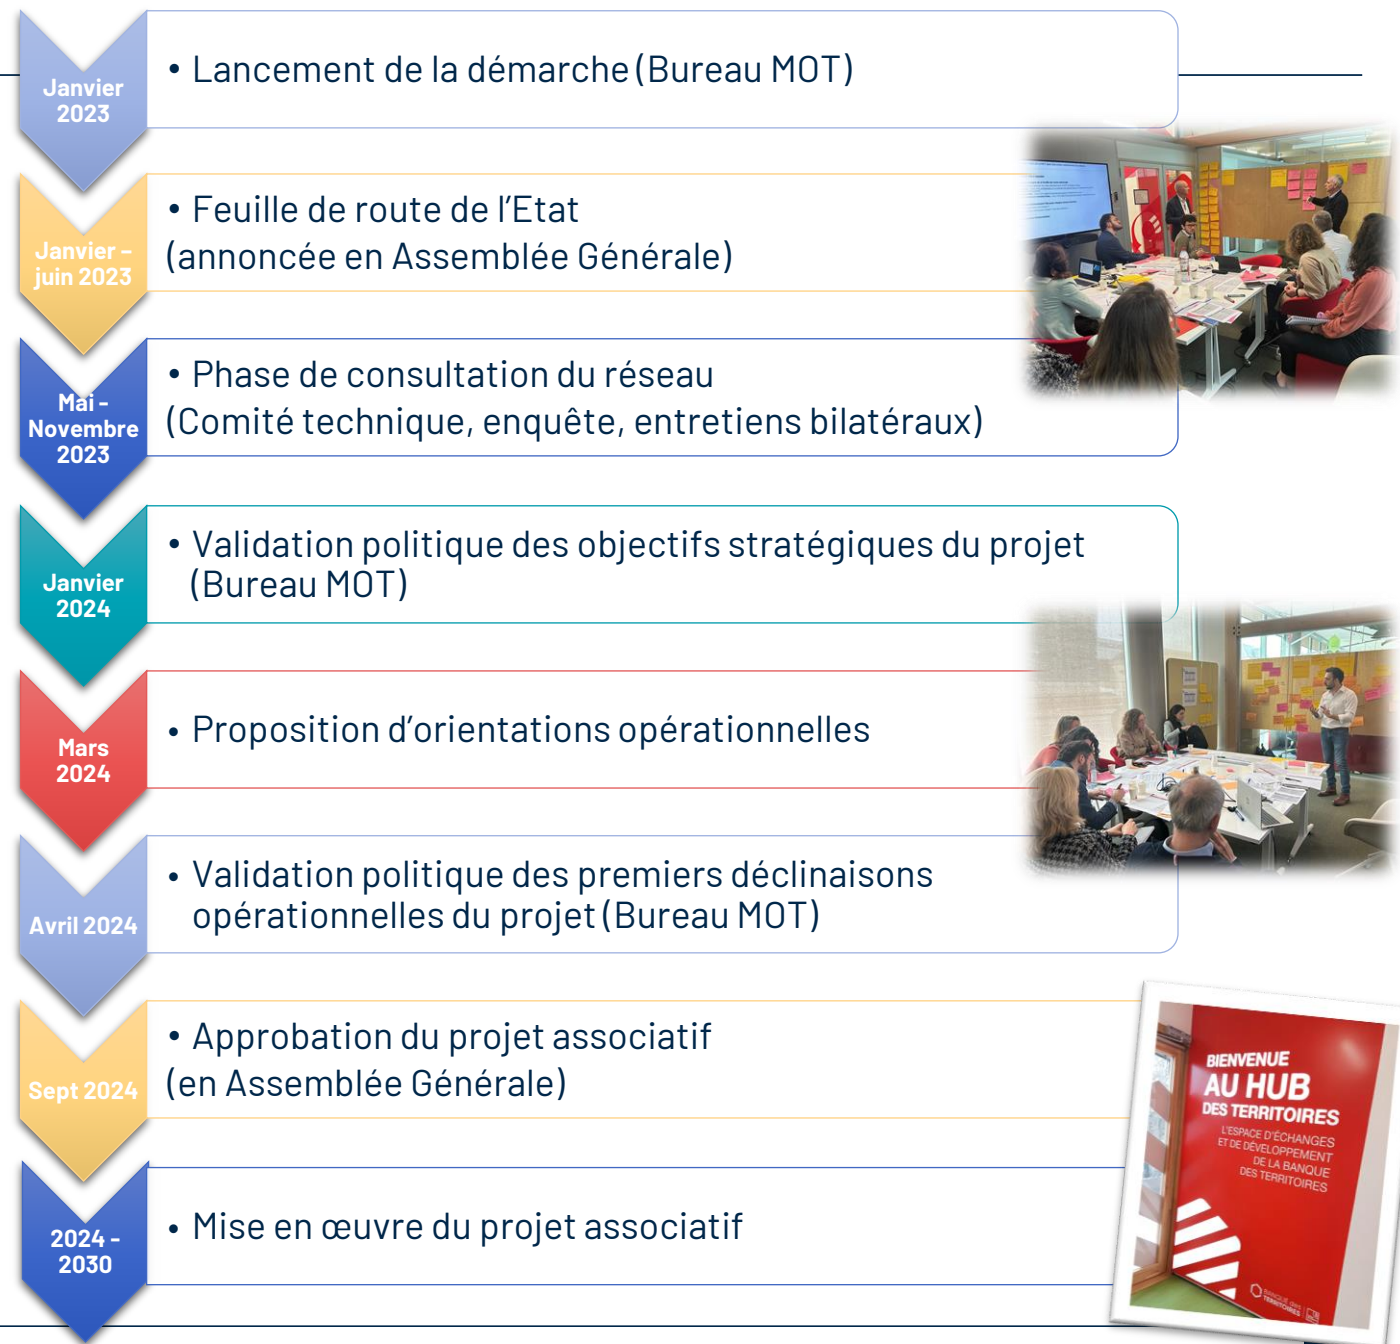 Janvier
2023
• Lancement de la démarche (Bureau MOT)
Janvier –
juin 2023
• Feuille de route de l'Etat
(annoncée en Assemblée Générale)
Mai -
Novembre
2023
• Phase de consultation du réseau
(Comité technique, enquête, entretiens bilatéraux)
Janvier
2024
• Validation politique des objectifs stratégiques du projet
(Bureau MOT)
Mars
2024
• Proposition d'orientations opérationnelles
Avril 2024
• Validation politique des premiers déclinaisons
opérationnelles du projet (Bureau MOT)
Sept 2024
• Approbation du projet associatif
(en Assemblée Générale)
2024 -
2030
• Mise en œuvre du projet associatif
BIENVENUE
AU HUB
DES TERRITOIRES
L'ESPACE D'ÉCHANGES
ET DE DÉVELOPPEMENT
DE LA BANQUE
DES TERRITOIRES
BANQUE des
TERRITOIRES